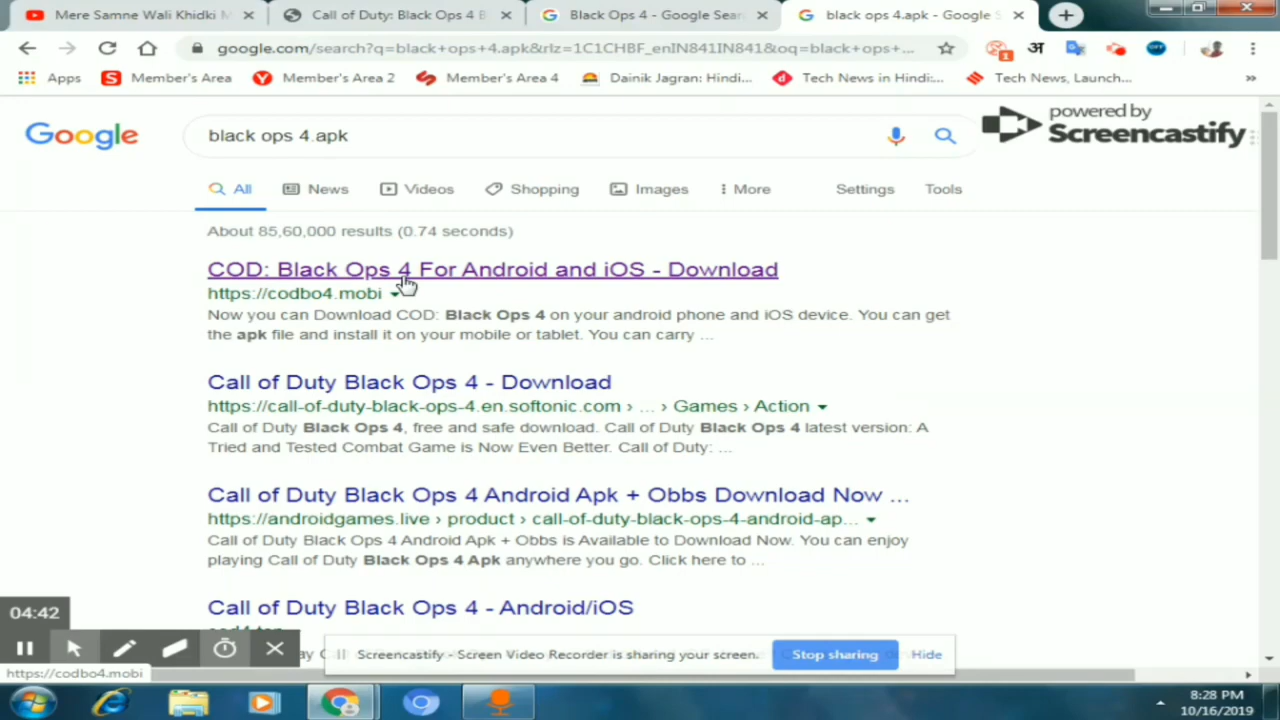 Mere Samne Wali Khidki M
Call of Duty: Black Ops 4 B
Black Ops 4 - Google Sear
black ops 4.apk - Google S
google.com/search?q=black+ops+4.apk&rlz=1C1CHBF_enIN841IN841&oq=black+ops+...
अ
Apps
Member's Area
Member's Area 2
Member's Area 4
Dainik Jagran: Hindi...
Tech News in Hindi:...
Tech News, Launch...
»
powered by
Screencastify
Google
black ops 4.apk
All
News
Videos
Shopping
Images
More
Settings
Tools
About 85,60,000 results (0.74 seconds)
COD: Black Ops 4 For Android and iOS - Download
https://codbo4.mobi
Now you can Download COD: Black Ops 4 on your android phone and iOS device. You can get
the apk file and install it on your mobile or tablet. You can carry ...
Call of Duty Black Ops 4 - Download
https://call-of-duty-black-ops-4.en.softonic.com › ... › Games › Action
Call of Duty Black Ops 4, free and safe download. Call of Duty Black Ops 4 latest version: A
Tried and Tested Combat Game is Now Even Better. Call of Duty: ...
Call of Duty Black Ops 4 Android Apk + Obbs Download Now ...
https://androidgames.live › product › call-of-duty-black-ops-4-android-ap...
Call of Duty Black Ops 4 Android Apk + Obbs is Available to Download Now. You can enjoy
playing Call of Duty Black Ops 4 Apk anywhere you go. Click here to ...
Call of Duty Black Ops 4 - Android/iOS
04:42
Screencastify - Screen Video Recorder is sharing your screen.
Stop sharing
Hide
https://codbo4.mobi
8:28 PM
10/16/2019